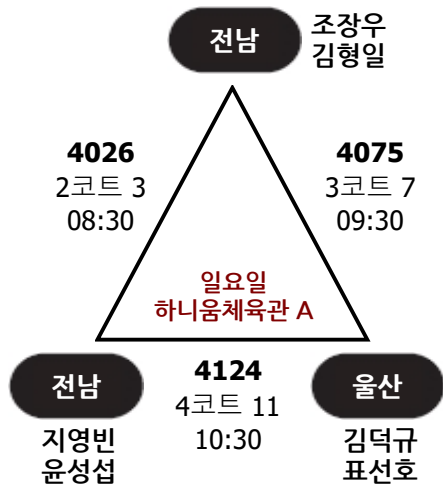 전남
조장우
김형일
4026
2코트 3
08:30
4075
3코트 7
09:30
일요일
하니움체육관 A
전남
지영빈
윤성섭
4124
4코트 11
10:30
울산
김덕규
표선호